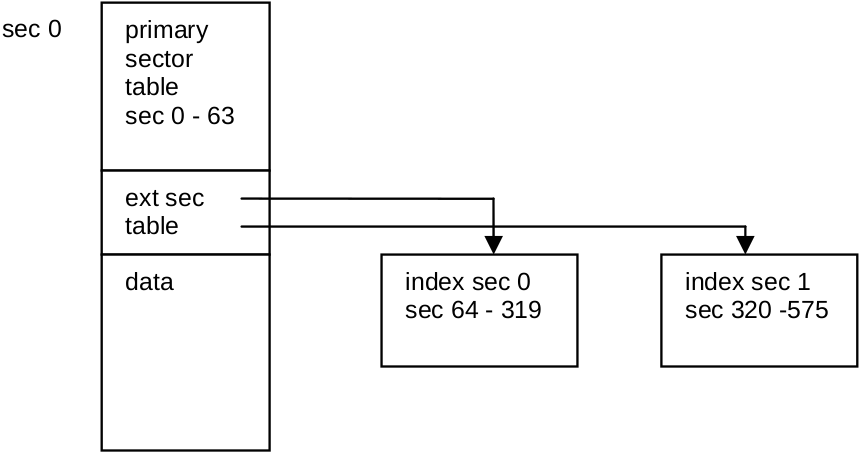 sec 0
primary
sector
table
sec 0 - 63
ext sec
table
data
index sec 0
sec 64 - 319
index sec 1
sec 320 -575